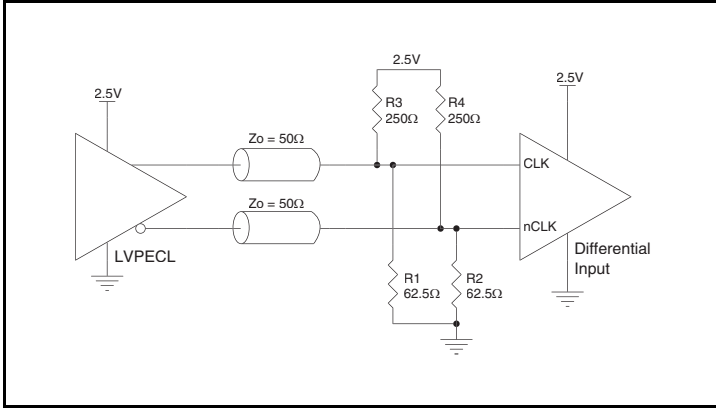 2.5V
2.5V
2.5V
R3
250Ω
R4
250Ω
Zo = 50Ω
CLK
Zo = 50Ω
nCLK
LVPECL
Differential
Input
R1
62.5Ω
R2
62.5Ω